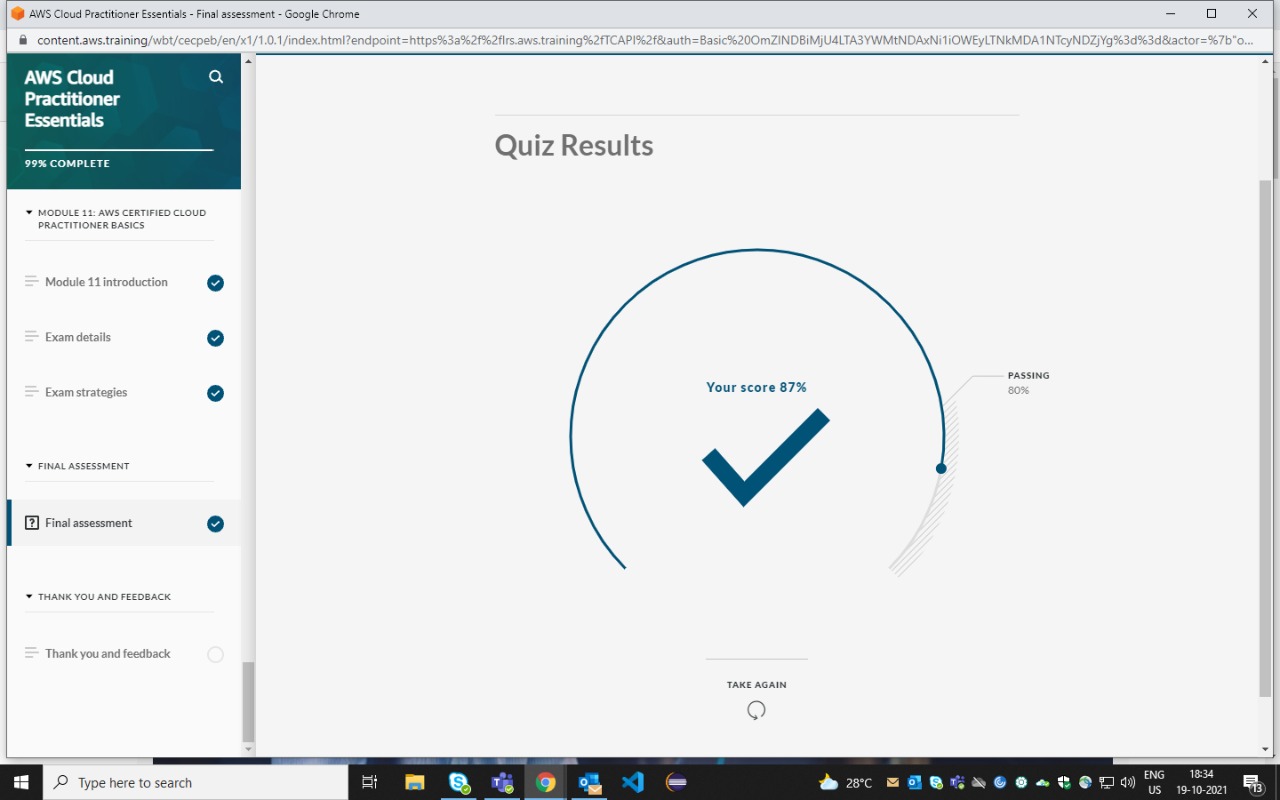 AWS Cloud Practitioner Essentials - Final assessment - Google Chrome
content.aws.training/wbt/cecpeb/en/x1/1.0.1/index.html?endpoint=https%3a%2f%2flrs.aws.training%2fTCAPI%2f&auth=Basic%20OmZlNDBiMjU4LTA3YWMtNDAxNi1iOWEyLTNkMDA1NTcyNDZjYg%3d%3d&actor=%7b"o...
AWS Cloud
Practitioner
Essentials
99% COMPLETE
MODULE 11: AWS CERTIFIED CLOUD
PRACTITIONER BASICS
Module 11 introduction
Exam details
Exam strategies
FINAL ASSESSMENT
Final assessment
THANK YOU AND FEEDBACK
Thank you and feedback
Quiz Results
Your score 87%
PASSING
80%
TAKE AGAIN
Type here to search
28°C
ENG
US
18:34
19-10-2021
13